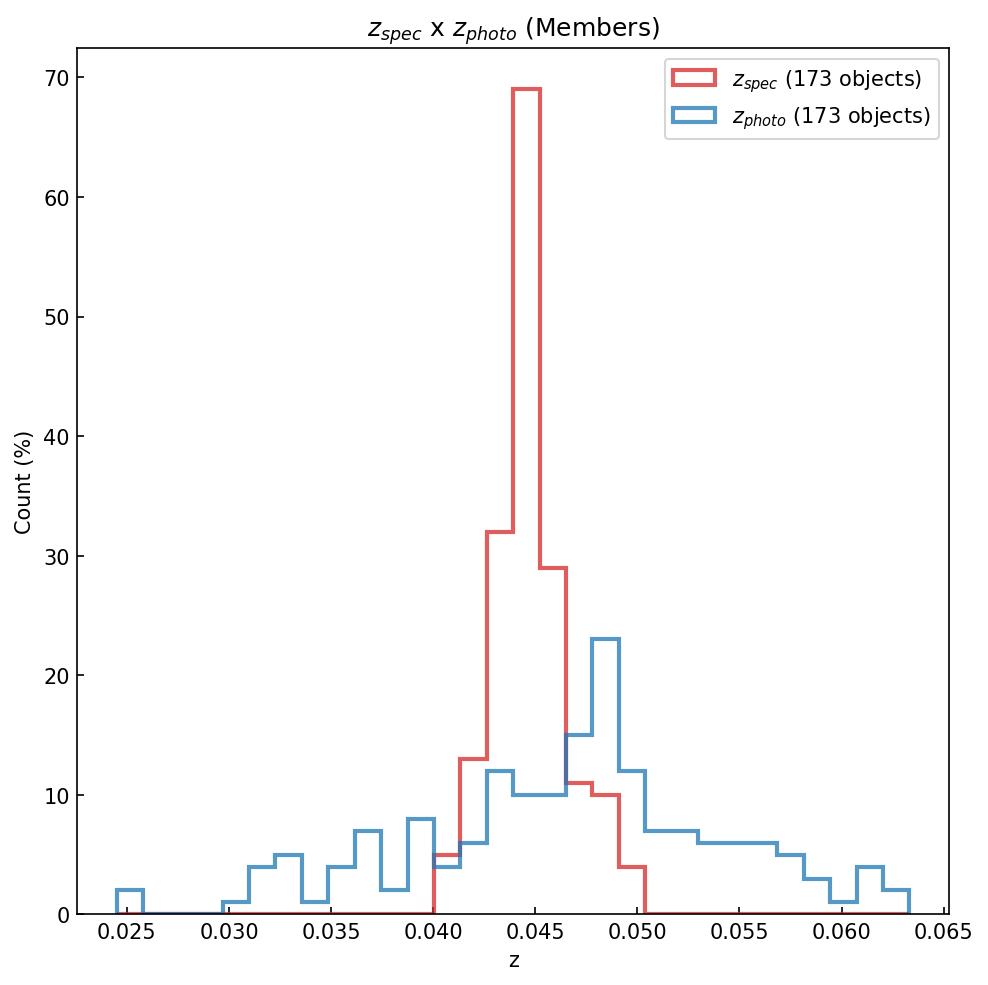 z_spec x z_photo (Members)
z_spec (173 objects)
z_photo (173 objects)
Count (%)
70
60
50
40
30
20
10
0
0.025 0.030 0.035 0.040 0.045 0.050 0.055 0.060 0.065
z